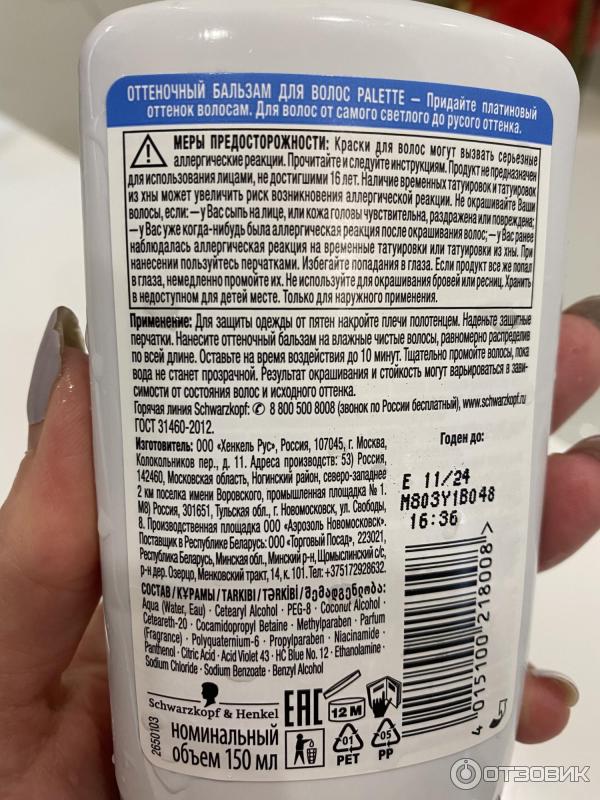 ОТТЕНОЧНЫЙ БАЛЬЗАМ ДЛЯ ВОЛОС PALETTE – Придайте платиновый
оттенок волосам. Для волос от самого светлого до русого оттенка.
МЕРЫ ПРЕДОСТОРОЖНОСТИ: Краски для волос могут вызвать серьезные
аллергические реакции. Прочитайте и следуйте инструкциям. Продукт не предназначен
для использования лицами, не достигшими 16 лет. Наличие временных татуировок и татуировок
из хны может увеличить риск возникновения аллергической реакции. Не окрашивайте Ваши
волосы, если: – у Вас сыпь на лице, или кожа головы чувствительна, раздражена или повреждена;
– у Вас уже когда-нибудь была аллергическая реакция после окрашивания волос; – у Вас ранее
наблюдалась аллергическая реакция на временные татуировки или татуировки из хны. При
нанесении пользуйтесь перчатками. Избегайте попадания в глаза. Если продукт все же попал
в глаза, немедленно промойте их. Не используйте для окрашивания бровей или ресниц. Хранить
в недоступном для детей месте. Только для наружного применения.
Применение: Для защиты одежды от пятен накройте плечи полотенцем. Наденьте защитные
перчатки. Нанесите оттеночный бальзам на влажные чистые волосы, равномерно распределив
по всей длине. Оставьте на время воздействия до 10 минут. Тщательно промойте волосы, пока
вода не станет прозрачной. Результат окрашивания и стойкость могут варьироваться в зави-
симости от состояния волос и исходного оттенка.
Горячая линия Schwarzkopf: ✆ 8 800 500 8008 (звонок по России бесплатный), www.schwarzkopf.ru
ГОСТ 31460-2012.
Изготовитель: ООО «Хенкель Рус», Россия, 107045, г. Москва,
Колокольников пер., д. 11. Адреса производств: 53) Россия,
142460, Московская область, Ногинский район, северо-западнее
2 км поселка имени Воровского, промышленная площадка № 1.
М8) Россия, 301651, Тульская обл., г. Новомосковск, ул. Свободы,
8. Производственная площадка ООО «Аэрозоль Новомосковск».
Поставщик в Республике Беларусь: ООО «Торговый Посад», 223021,
Республика Беларусь, Минская обл., Минский р-н, Щомыслинский с/с,
р-н дер. Озерцо, Меньковский тракт, 14, к. 101. Тел.: +375172928632.
Годен до:
E 11/24
M803Y1B048
16:36
СОСТАВ / ҚҰРАМЫ / TARKIBI / TƏRKİBİ / შემადგენლობა:
Aqua (Water, Eau) · Cetearyl Alcohol · PEG-8 · Coconut Alcohol ·
Ceteareth-20 · Cocamidopropyl Betaine · Methylparaben · Parfum
(Fragrance) · Polyquaternium-6 · Propylparaben · Niacinamide ·
Panthenol · Citric Acid · Acid Violet 43 · HC Blue No. 12 · Ethanolamine ·
Sodium Chloride · Sodium Benzoate · Benzyl Alcohol
4 015100 218008 >
Schwarzkopf & Henkel
EAC
12 M
2650103
номинальный
объем 150 мл
01
PET
05
PP
ОТЗОВИК